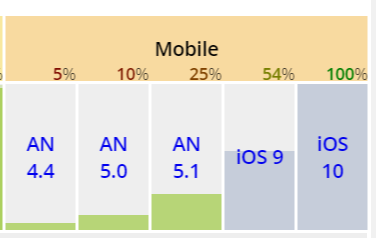 Mobile
% 5% 10% 25% 54% 100%
AN AN AN iOS 9 iOS
4.4 5.0 5.1 10